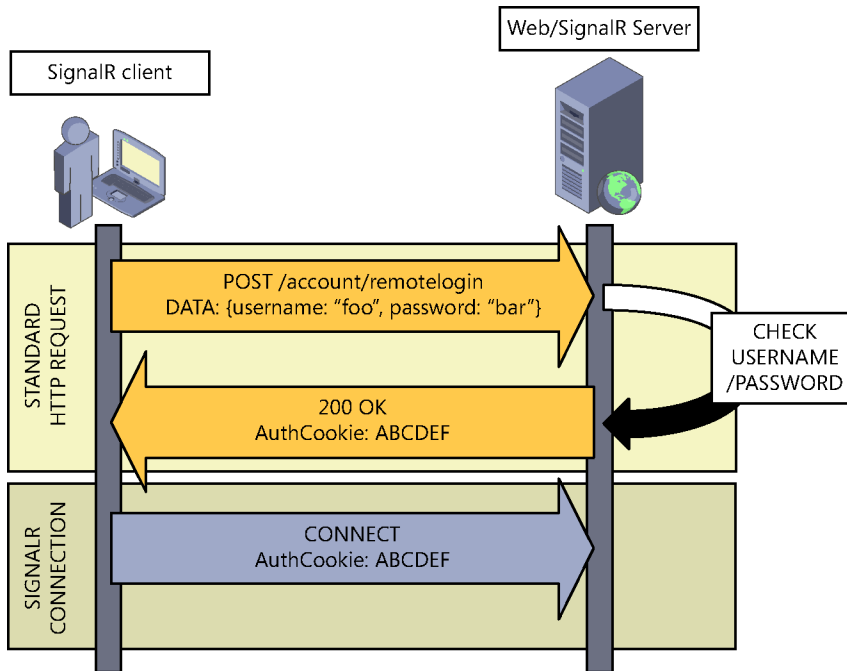 Web/SignalR Server
SignalR client
STANDARD
HTTP REQUEST
POST /account/remotelogin
DATA: {username: “foo”, password: “bar”}
CHECK
USERNAME
/PASSWORD
200 OK
AuthCookie: ABCDEF
SIGNALR
CONNECTION
CONNECT
AuthCookie: ABCDEF